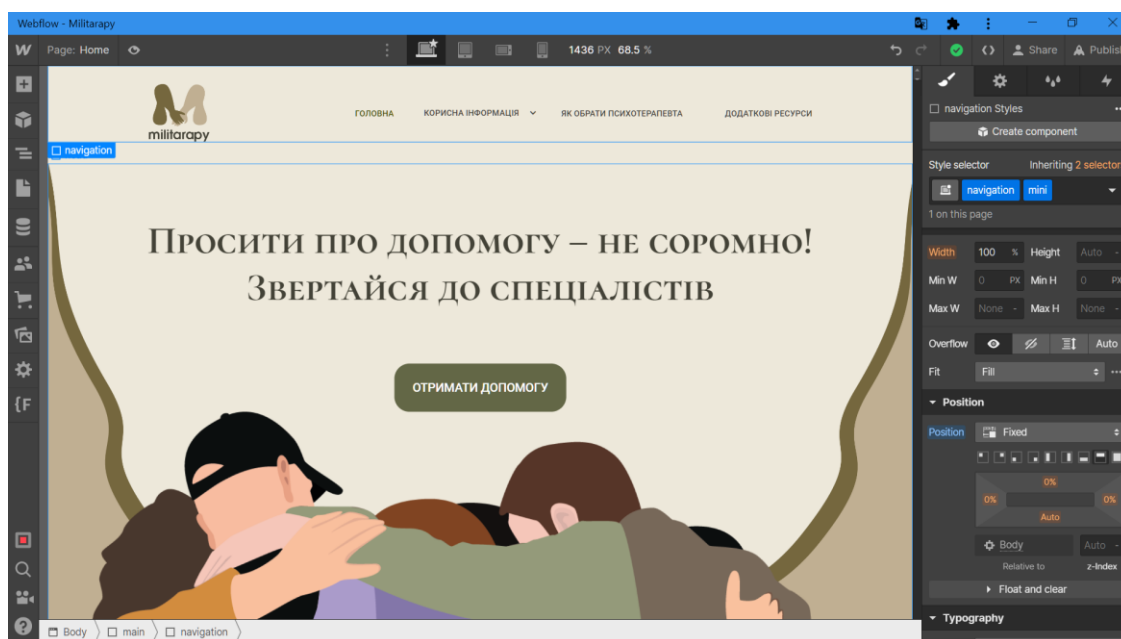 Webflow - Militarapy
Page: Home
1436 PX 68.5 %
Share
Publis
militarapy
ГОЛОВНА
КОРИСНА ІНФОРМАЦІЯ
ЯК ОБРАТИ ПСИХОТЕРАПЕВТА
ДОДАТКОВІ РЕСУРСИ
navigation
Просити про допомогу – не соромно!
Звертайся до спеціалістів
ОТРИМАТИ ДОПОМОГУ
Body
main
navigation
navigation Styles
Create component
Style selector
Inheriting 2 selector
navigation
mini
1 on this page
Width 100 % Height Auto -
Min W 0 PX Min H 0 PX
Max W None - Max H None -
Overflow Auto
Fit Fill
Position
Position Fixed
0%
0% 0%
Auto
Body Auto -
Relative to z-Index
Float and clear
Typography